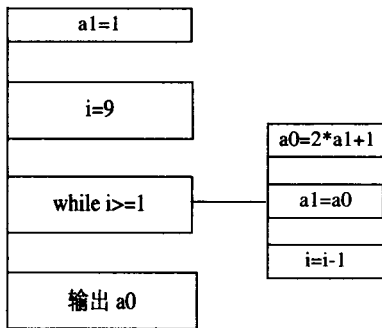 a1=1
i=9
while i>=1
输出 a0
a0=2*a1+1
a1=a0
i=i-1